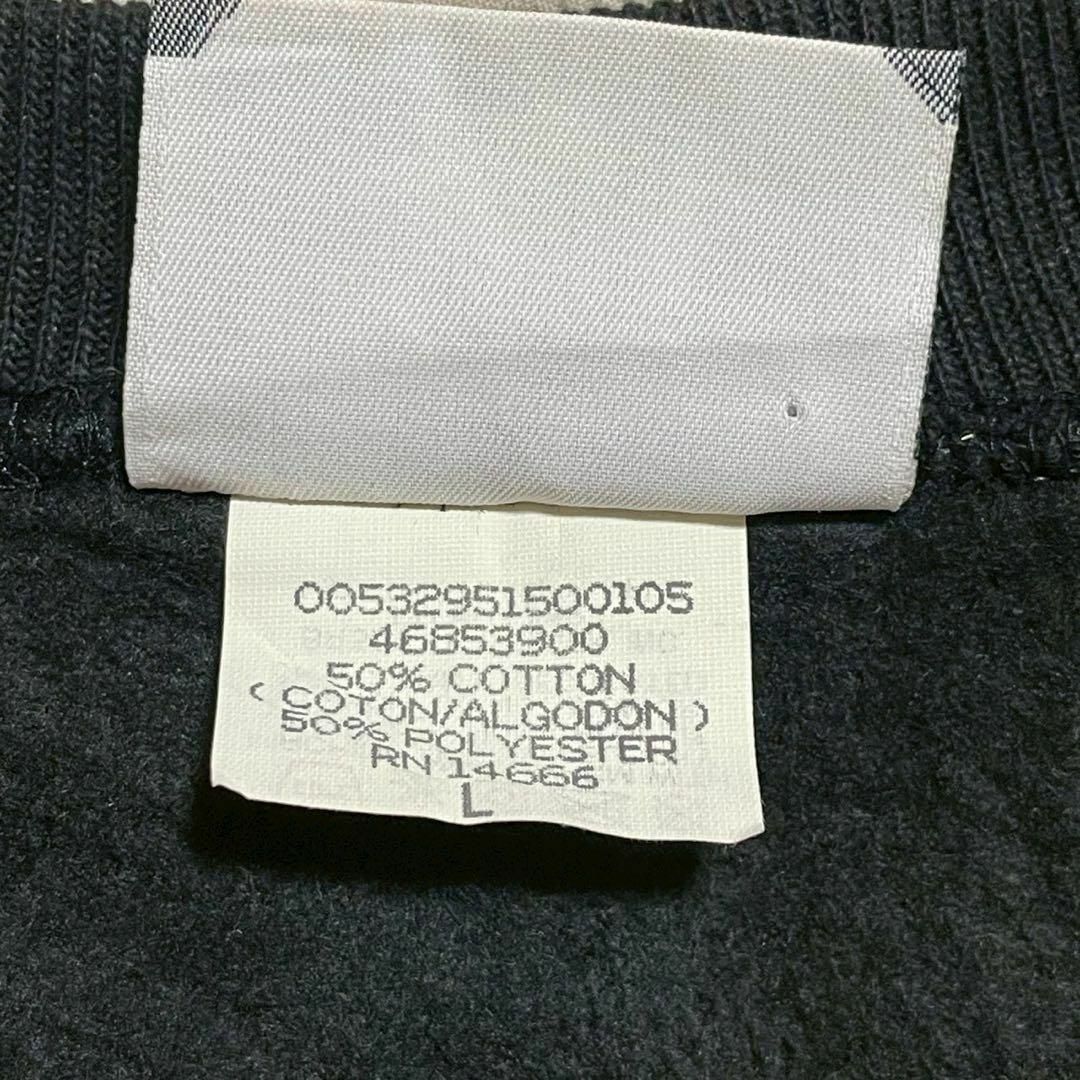 00532951500105
46853900
50% COTTON
( COTON/ALGODON )
50% POLYESTER
RN 14666
L